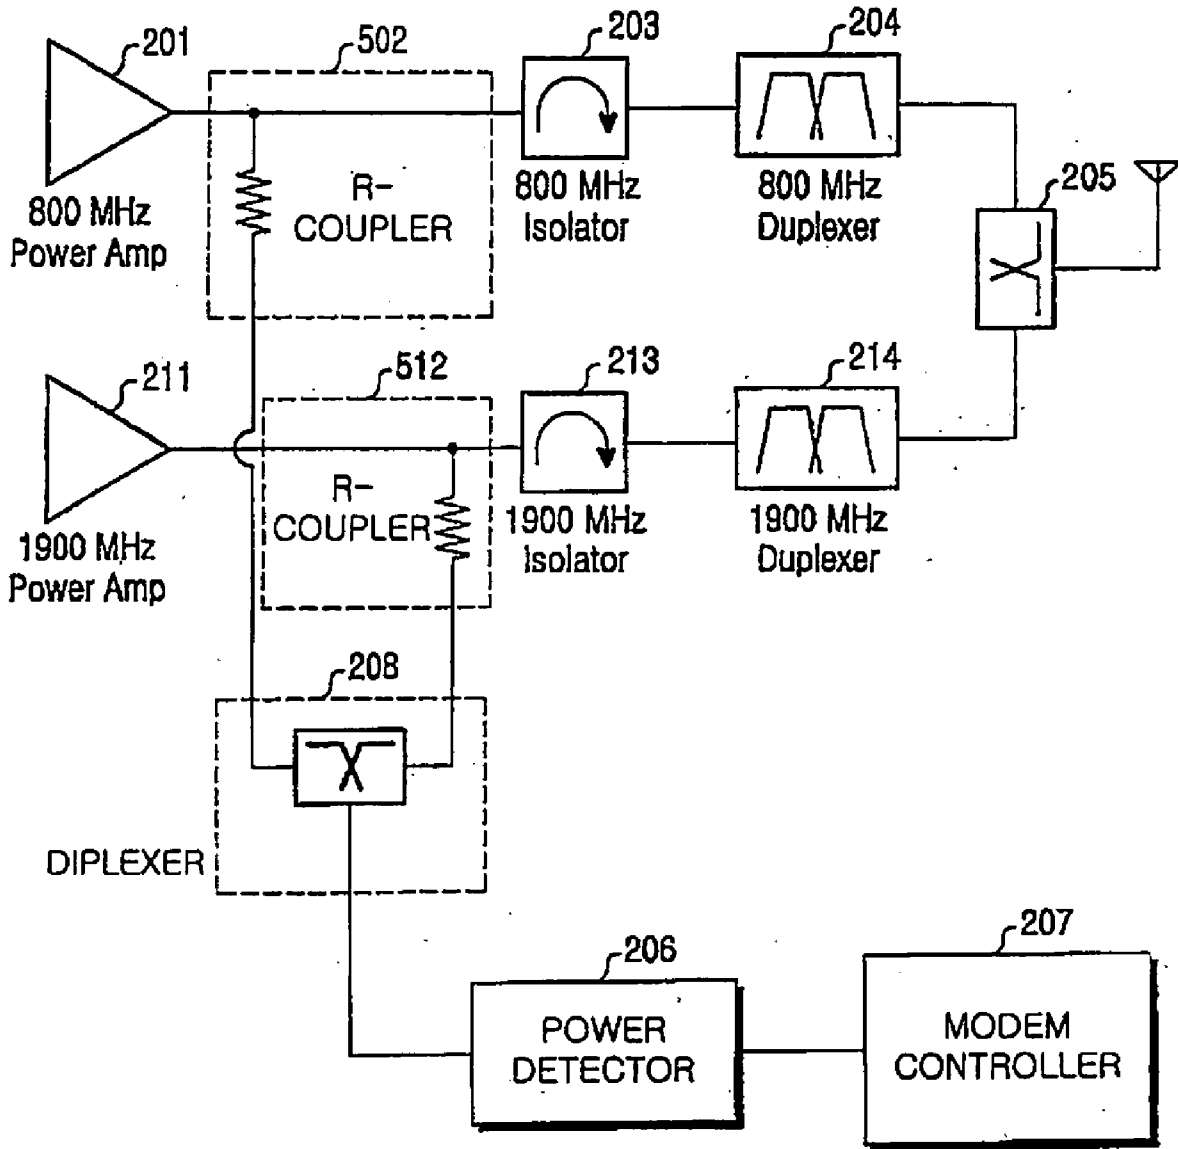 201
502
203
204
800 MHz
Power Amp
R-
COUPLER
800 MHz
Isolator
800 MHz
Duplexer
205
211
512
213
214
1900 MHz
Power Amp
R-
COUPLER
1900 MHz
Isolator
1900 MHz
Duplexer
208
DIPLEXER
206
207
POWER
DETECTOR
MODEM
CONTROLLER